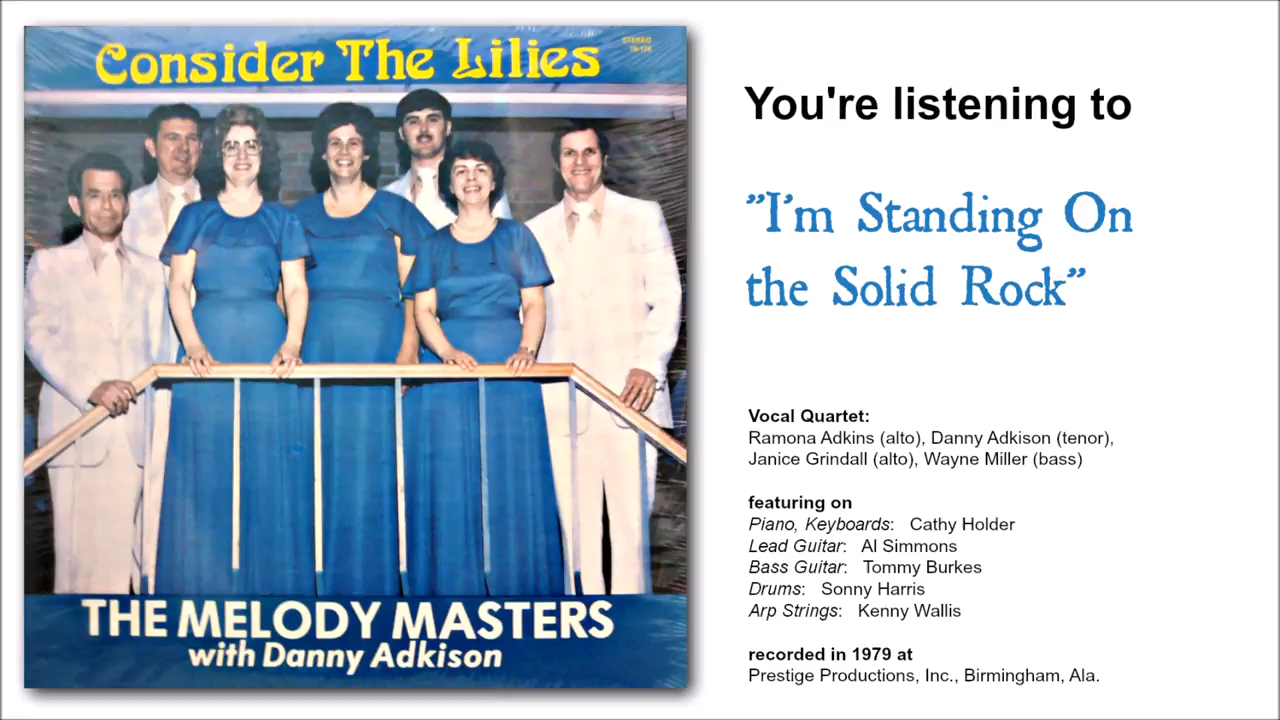 Consider The Lilies
STEREO
THE MELODY MASTERS
with Danny Adkison
You're listening to
"I'm Standing On
the Solid Rock"
Vocal Quartet:
Ramona Adkins (alto), Danny Adkison (tenor),
Janice Grindall (alto), Wayne Miller (bass)
featuring on
Piano, Keyboards: Cathy Holder
Lead Guitar: Al Simmons
Bass Guitar: Tommy Burkes
Drums: Sonny Harris
Arp Strings: Kenny Wallis
recorded in 1979 at
Prestige Productions, Inc., Birmingham, Ala.